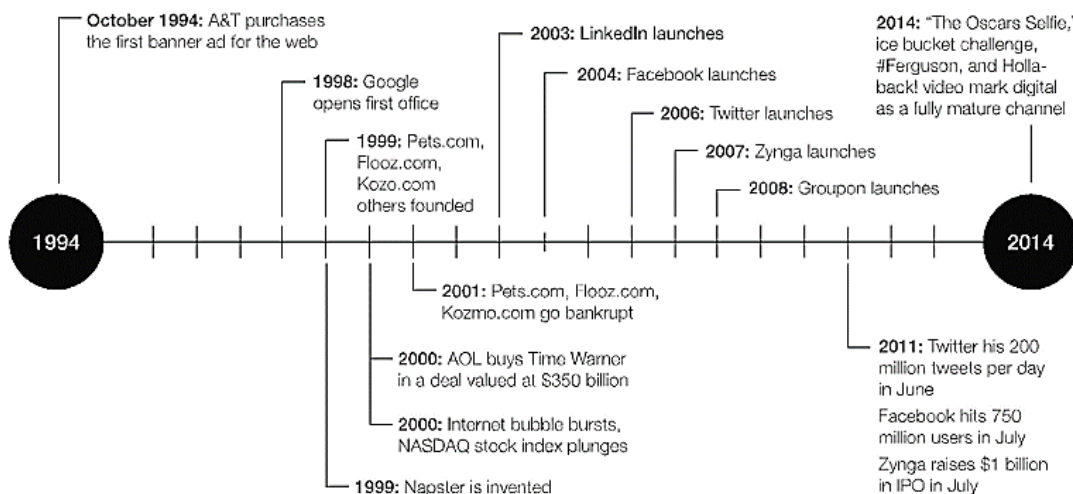 October 1994: A&T purchases
the first banner ad for the web
1998: Google
opens first office
1999: Pets.com,
Flooz.com,
Kozo.com
others founded
2003: LinkedIn launches
2004: Facebook launches
2006: Twitter launches
2007: Zynga launches
2008: Groupon launches
2014: “The Oscars Selfie,”
ice bucket challenge,
#Ferguson, and Holla-
back! video mark digital
as a fully mature channel
1994
2014
2001: Pets.com, Flooz.com,
Kozmo.com go bankrupt
2000: AOL buys Time Warner
in a deal valued at $350 billion
2000: Internet bubble bursts,
NASDAQ stock index plunges
1999: Napster is invented
2011: Twitter his 200
million tweets per day
in June
Facebook hits 750
million users in July
Zynga raises $1 billion
in IPO in July